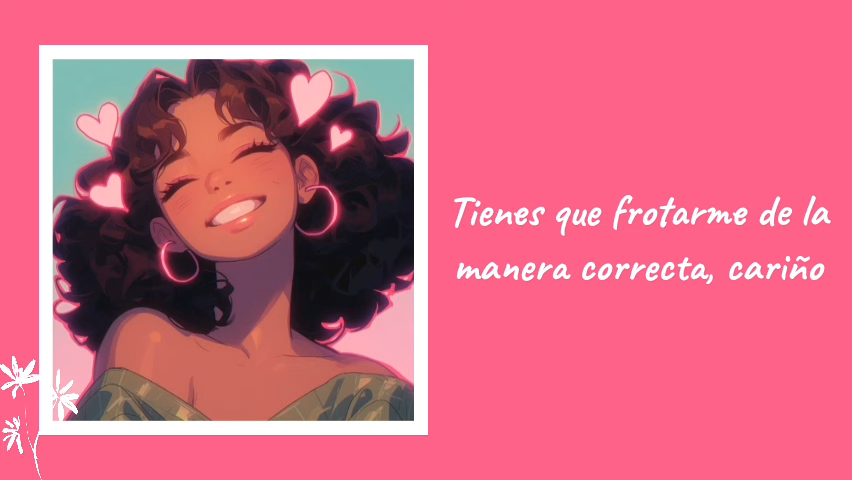 Tienes que frotarme de la
manera correcta, cariño